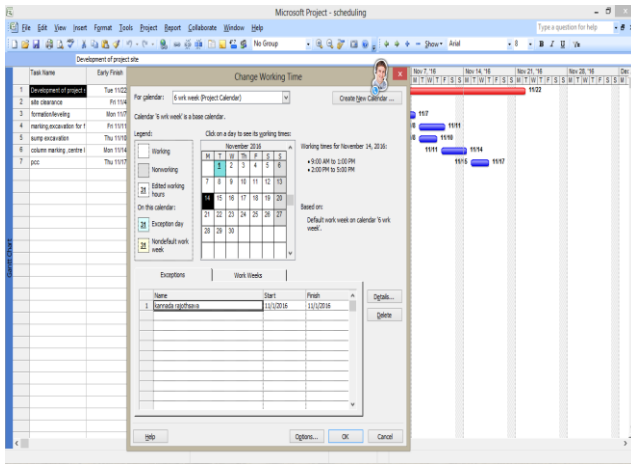 Microsoft Project - scheduling
File Edit View Insert Format Tools Project Report Collaborate Window Help
Type a question for help
No Group
Show
Arial
8
B I U
Development of project site
Task Name Early Finish
1 Development of project s Tue 11/22
2 site clearance Fri 11/4
3 formation/leveling Mon 11/7
4 marking,excavation for f Fri 11/11
5 sump excavation Thu 11/10
6 column marking ,centre l Mon 11/14
7 pcc Thu 11/17
Gantt Chart
Nov 7, '16 Nov 14, '16 Nov 21, '16 Nov 28, '16 Dec
M T W T F S S M T W T F S S M T W T F S S M T W T F S S
11/22
11/7
11/11
11/10
11/11 11/14
11/15 11/17
Change Working Time
For calendar: 6 wrk week (Project Calendar)
Create New Calendar ...
Calendar '6 wrk week' is a base calendar.
Legend:
Working
Nonworking
31 Edited working hours
On this calendar:
31 Exception day
31 Nondefault work week
Click on a day to see its working times:
November 2016
M T W Th F S S
1 2 3 4 5 6
7 8 9 10 11 12 13
14 15 16 17 18 19 20
21 22 23 24 25 26 27
28 29 30
Working times for November 14, 2016:
• 9:00 AM to 1:00 PM
• 2:00 PM to 5:00 PM
Based on:
Default work week on calendar '6 wrk week'.
Exceptions Work Weeks
Name Start Finish
1 kannada rajothsava 11/1/2016 11/1/2016
Details...
Delete
Help
Options...
OK
Cancel